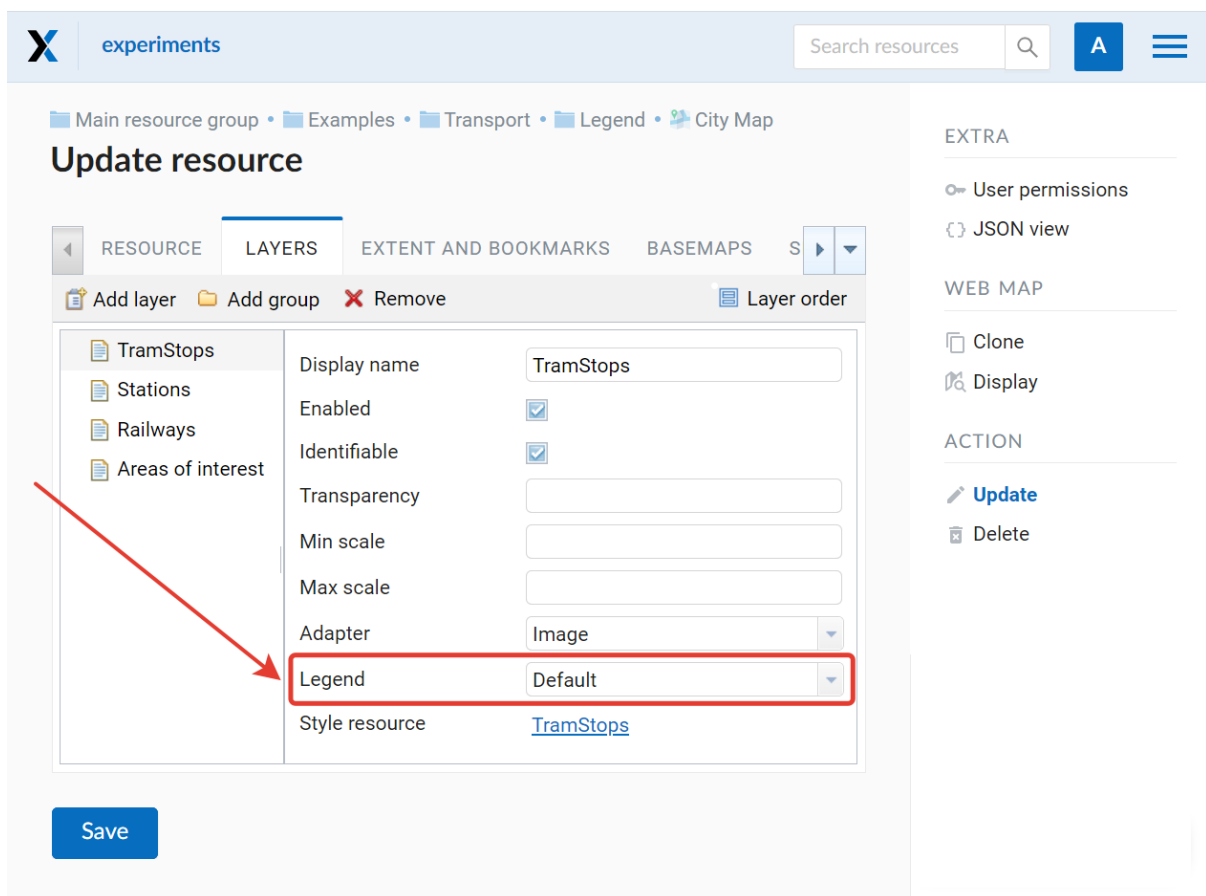 experiments
Search resources
A
Main resource group • Examples • Transport • Legend • City Map
Update resource
RESOURCE LAYERS EXTENT AND BOOKMARKS BASEMAPS S
Add layer Add group Remove Layer order
TramStops
Stations
Railways
Areas of interest
Display name TramStops
Enabled
Identifiable
Transparency
Min scale
Max scale
Adapter Image
Legend Default
Style resource TramStops
Save
EXTRA
User permissions
JSON view
WEB MAP
Clone
Display
ACTION
Update
Delete